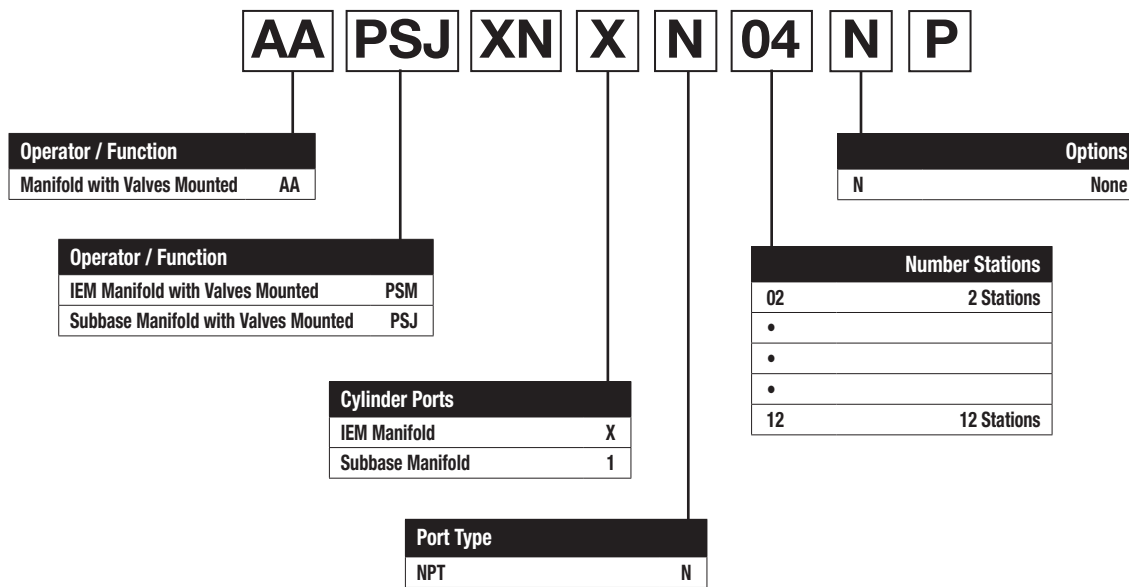 AA PSJ XN X N 04 N P
Operator / Function
Manifold with Valves Mounted AA
Options
N None
Operator / Function
IEM Manifold with Valves Mounted PSM
Subbase Manifold with Valves Mounted PSJ
Number Stations
02 2 Stations
•
•
•
12 12 Stations
Cylinder Ports
IEM Manifold X
Subbase Manifold 1
Port Type
NPT N